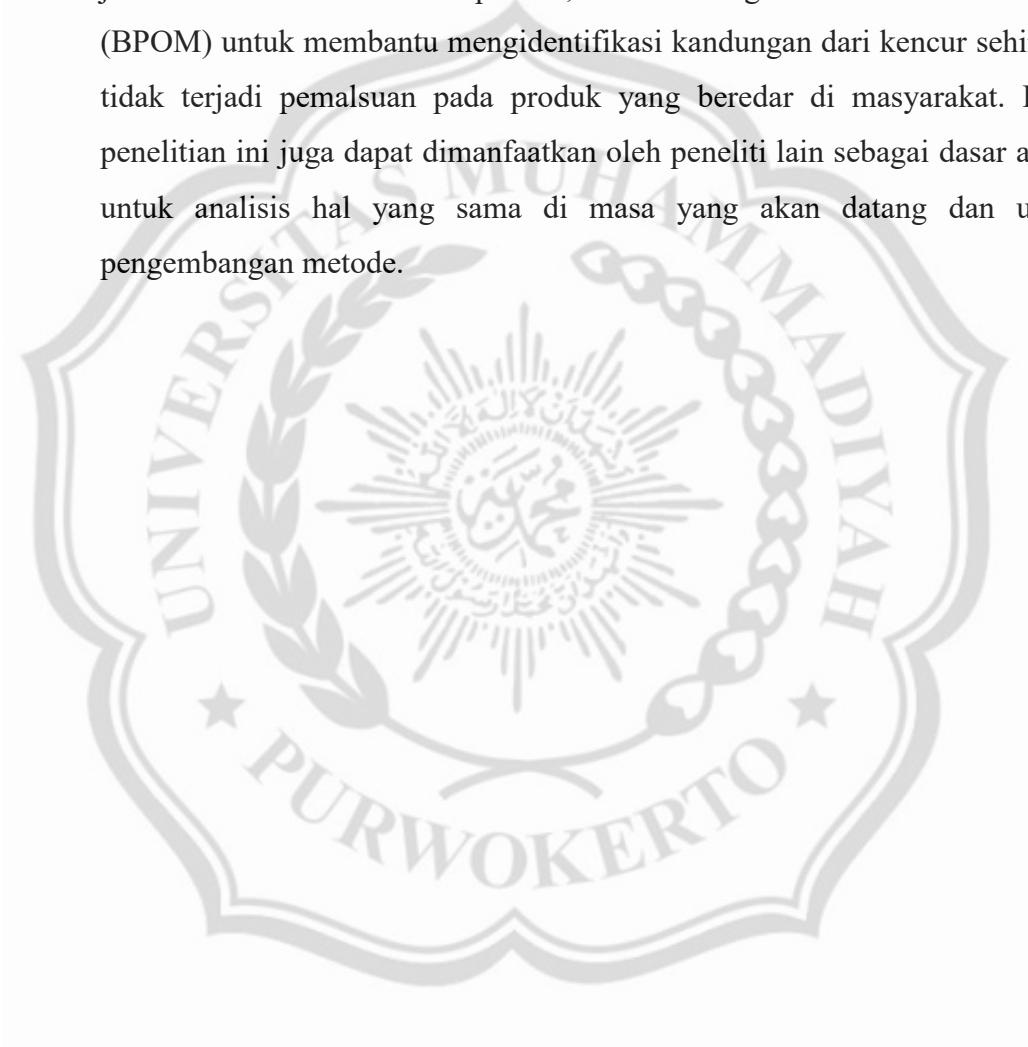 (BPOM) untuk membantu mengidentifikasi kandungan dari kencur sehi
tidak terjadi pemalsuan pada produk yang beredar di masyarakat.
penelitian ini juga dapat dimanfaatkan oleh peneliti lain sebagai dasar a
untuk analisis hal yang sama di masa yang akan datang dan u
pengembangan metode.
UNIVERSITAS MUHAMMADIYAH
PURWOKERTO